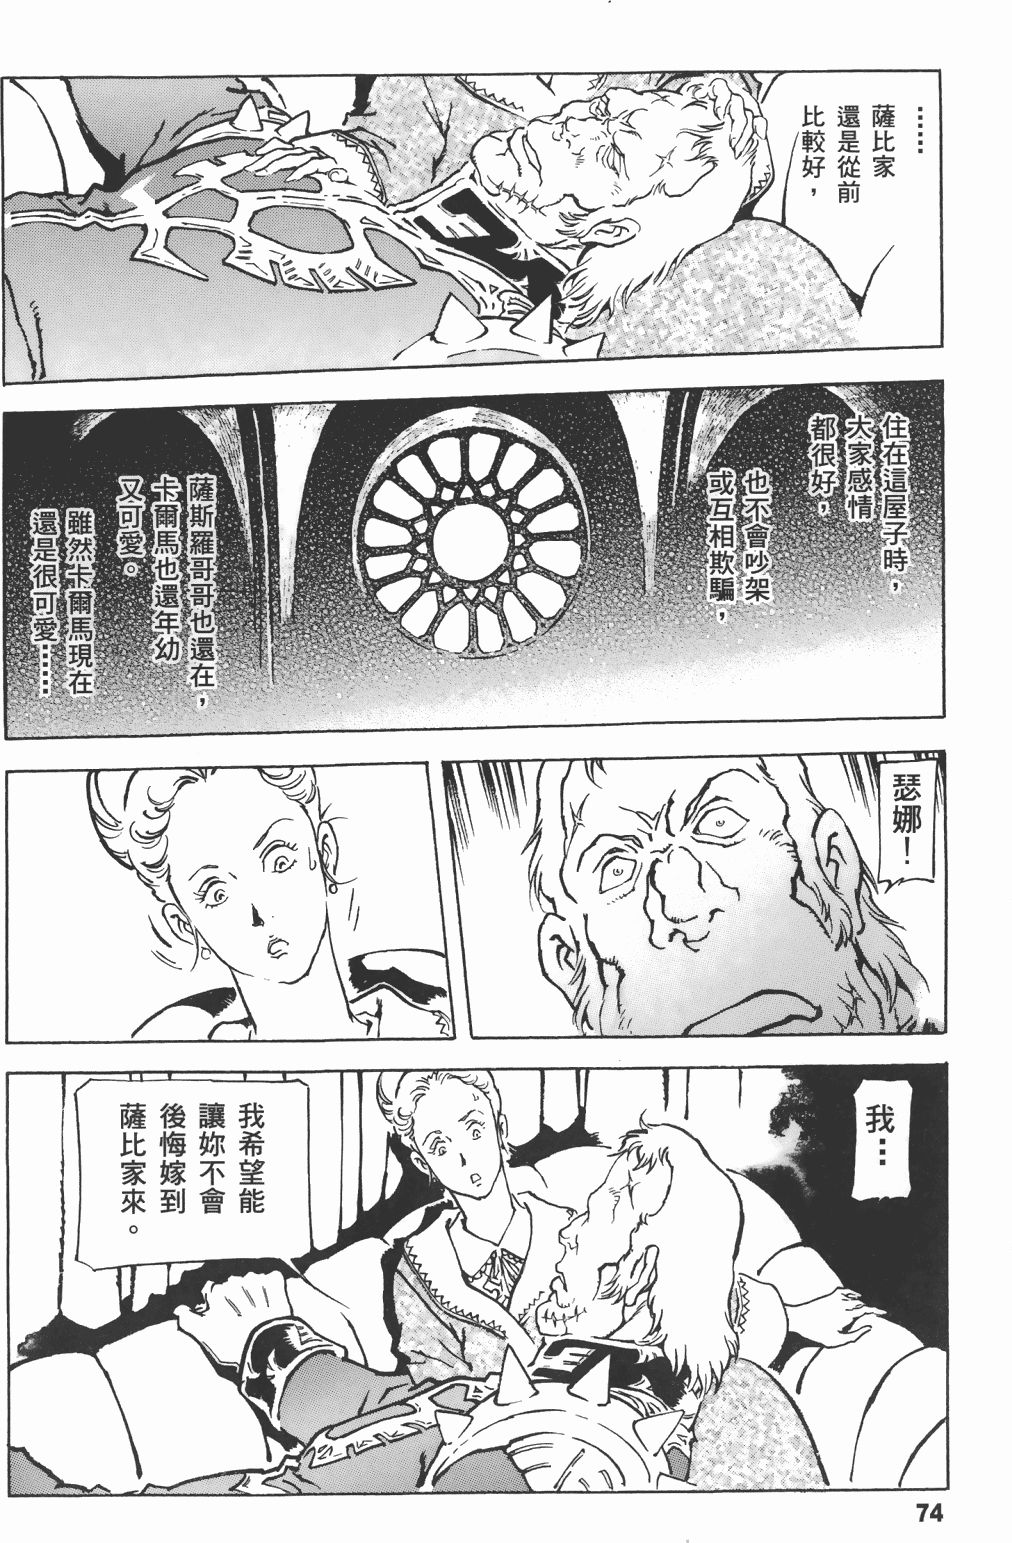 ……
薩比家
還是從前
比較好，
住在這屋子時，
大家感情
都很好，
也不會吵架
或互相欺騙，
薩斯羅哥哥也還在，
卡爾馬也還年幼
又可愛。
雖然卡爾馬現在
還是很可愛……
瑟娜！
我…
我希望能
讓妳不會
後悔嫁到
薩比家來。
74